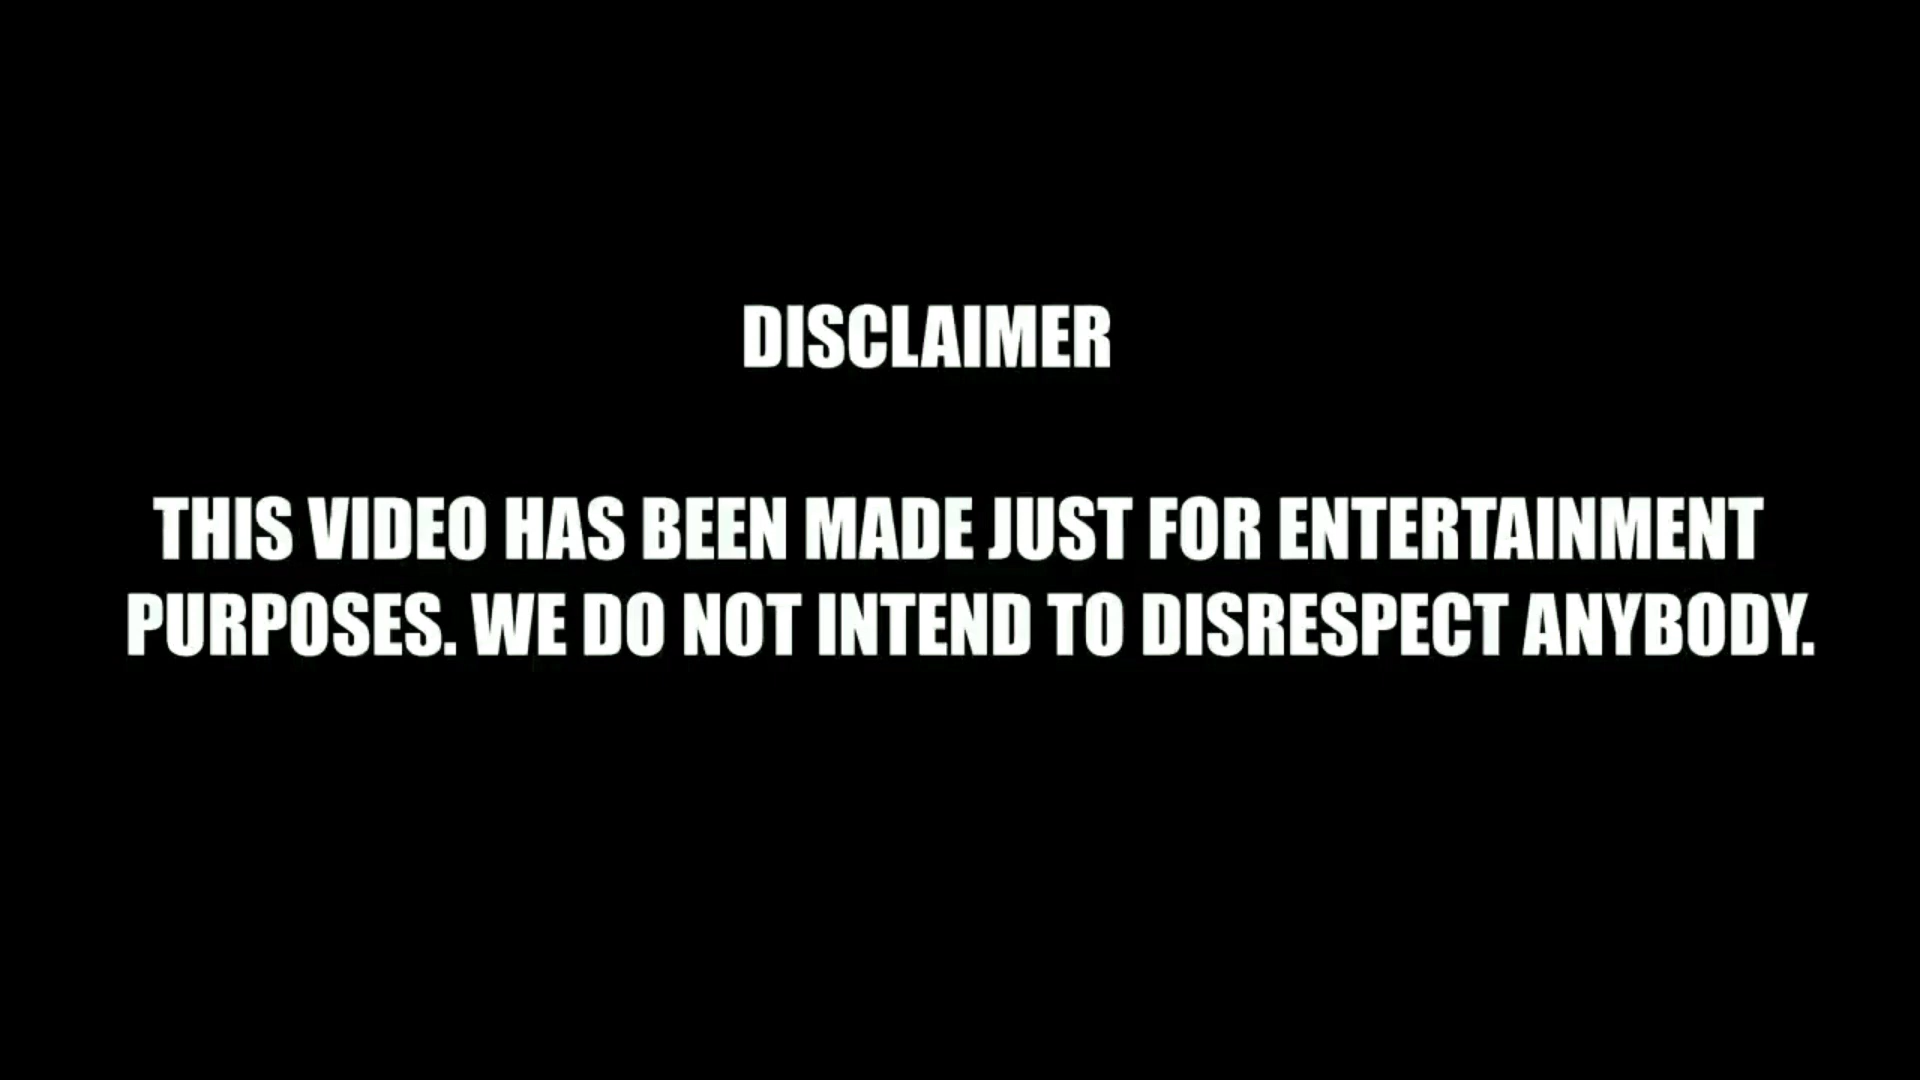 DISCLAIMER
THIS VIDEO HAS BEEN MADE JUST FOR ENTERTAINMENT
PURPOSES. WE DO NOT INTEND TO DISRESPECT ANYBODY.